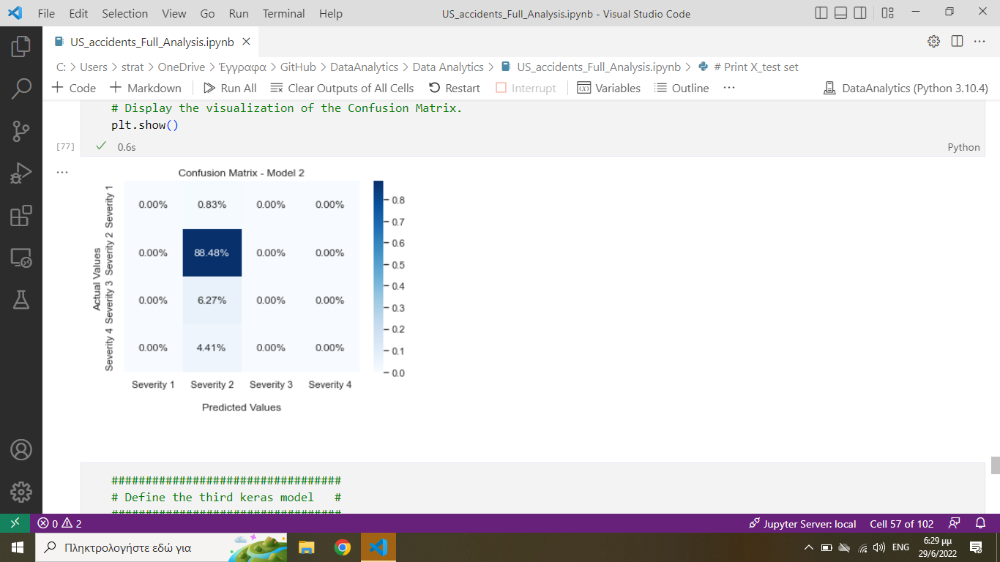 File Edit Selection View Go Run Terminal Help US_accidents_Full_Analysis.ipynb - Visual Studio Code
US_accidents_Full_Analysis.ipynb
C: > Users > strat > OneDrive > Έγγραφα > GitHub > DataAnalytics > Data Analytics > US_accidents_Full_Analysis.ipynb > # Print X_test set
+ Code + Markdown Run All Clear Outputs of All Cells Restart Interrupt Variables Outline ... DataAnalytics (Python 3.10.4)
# Display the visualization of the Confusion Matrix.
plt.show()
[77] 0.6s Python
...
Confusion Matrix - Model 2
Actual Values
Severity 1 0.00% 0.83% 0.00% 0.00%
Severity 2 0.00% 88.48% 0.00% 0.00%
Severity 3 0.00% 6.27% 0.00% 0.00%
Severity 4 0.00% 4.41% 0.00% 0.00%
Severity 1 Severity 2 Severity 3 Severity 4
Predicted Values
0.8
0.7
0.6
0.5
0.4
0.3
0.2
0.1
0.0
##################################
# Define the third keras model #
##################################
0 2 Jupyter Server: local Cell 57 of 102
Πληκτρολογήστε εδώ για ENG 6:29 μμ
29/6/2022